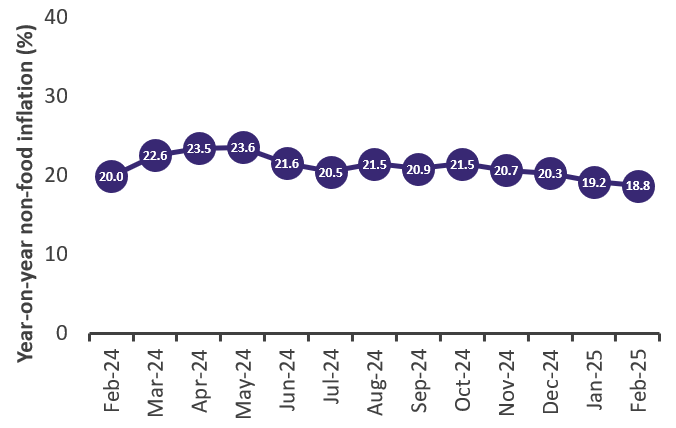 Year-on-year non-food inflation (%)
40
30
20
10
0
20.0
22.6
23.5
23.6
21.6
20.5
21.5
20.9
21.5
20.7
20.3
19.2
18.8
Feb-24
Mar-24
Apr-24
May-24
Jun-24
Jul-24
Aug-24
Sep-24
Oct-24
Nov-24
Dec-24
Jan-25
Feb-25